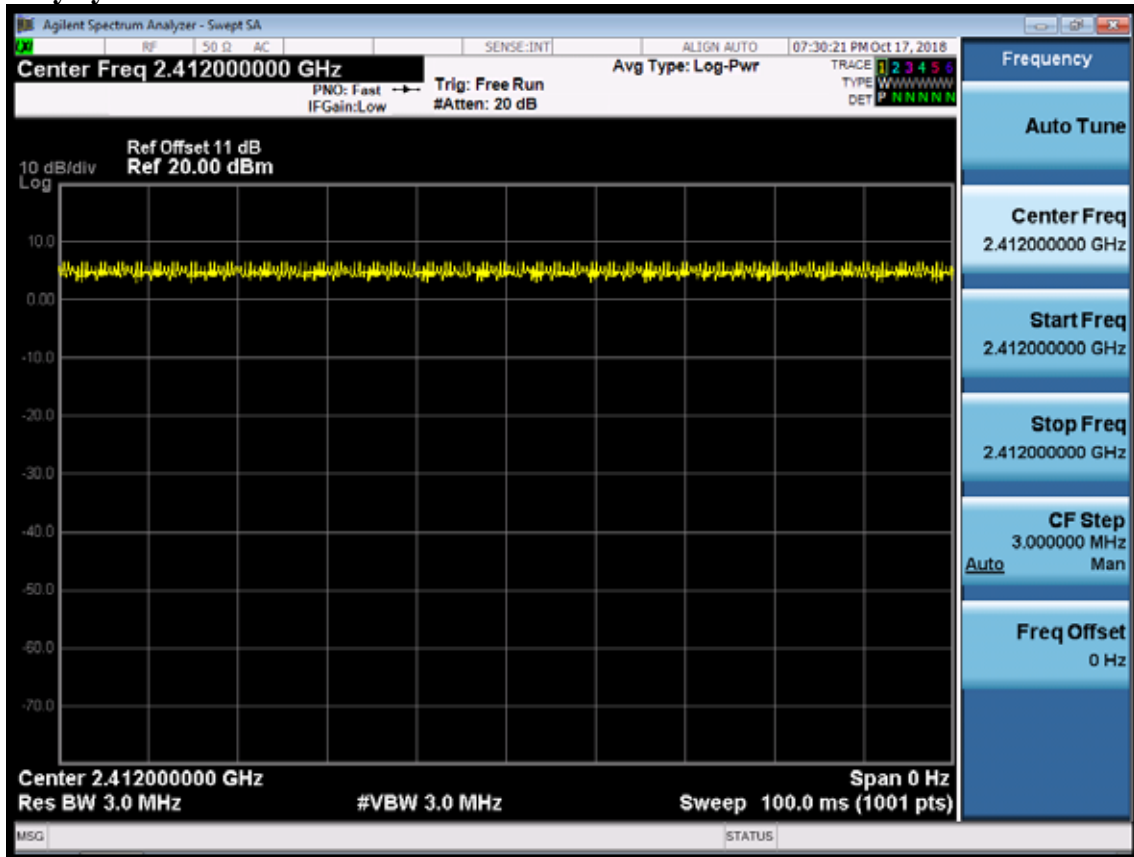 Agilent Spectrum Analyzer - Swept SA
RF 50 Ω AC SENSE:INT ALIGN AUTO 07:30:21 PM Oct 17, 2018
Center Freq 2.412000000 GHz
PNO: Fast
IFGain:Low
Trig: Free Run
#Atten: 20 dB
Avg Type: Log-Pwr
TRACE 1 2 3 4 5 6
TYPE WWWWWW
DET P N N N N N
Ref Offset 11 dB
10 dB/div Ref 20.00 dBm
Log
10.0
0.00
-10.0
-20.0
-30.0
-40.0
-50.0
-60.0
-70.0
Center 2.412000000 GHz Span 0 Hz
Res BW 3.0 MHz #VBW 3.0 MHz Sweep 100.0 ms (1001 pts)
MSG STATUS
Frequency
Auto Tune
Center Freq
2.412000000 GHz
Start Freq
2.412000000 GHz
Stop Freq
2.412000000 GHz
CF Step
3.000000 MHz
Auto Man
Freq Offset
0 Hz